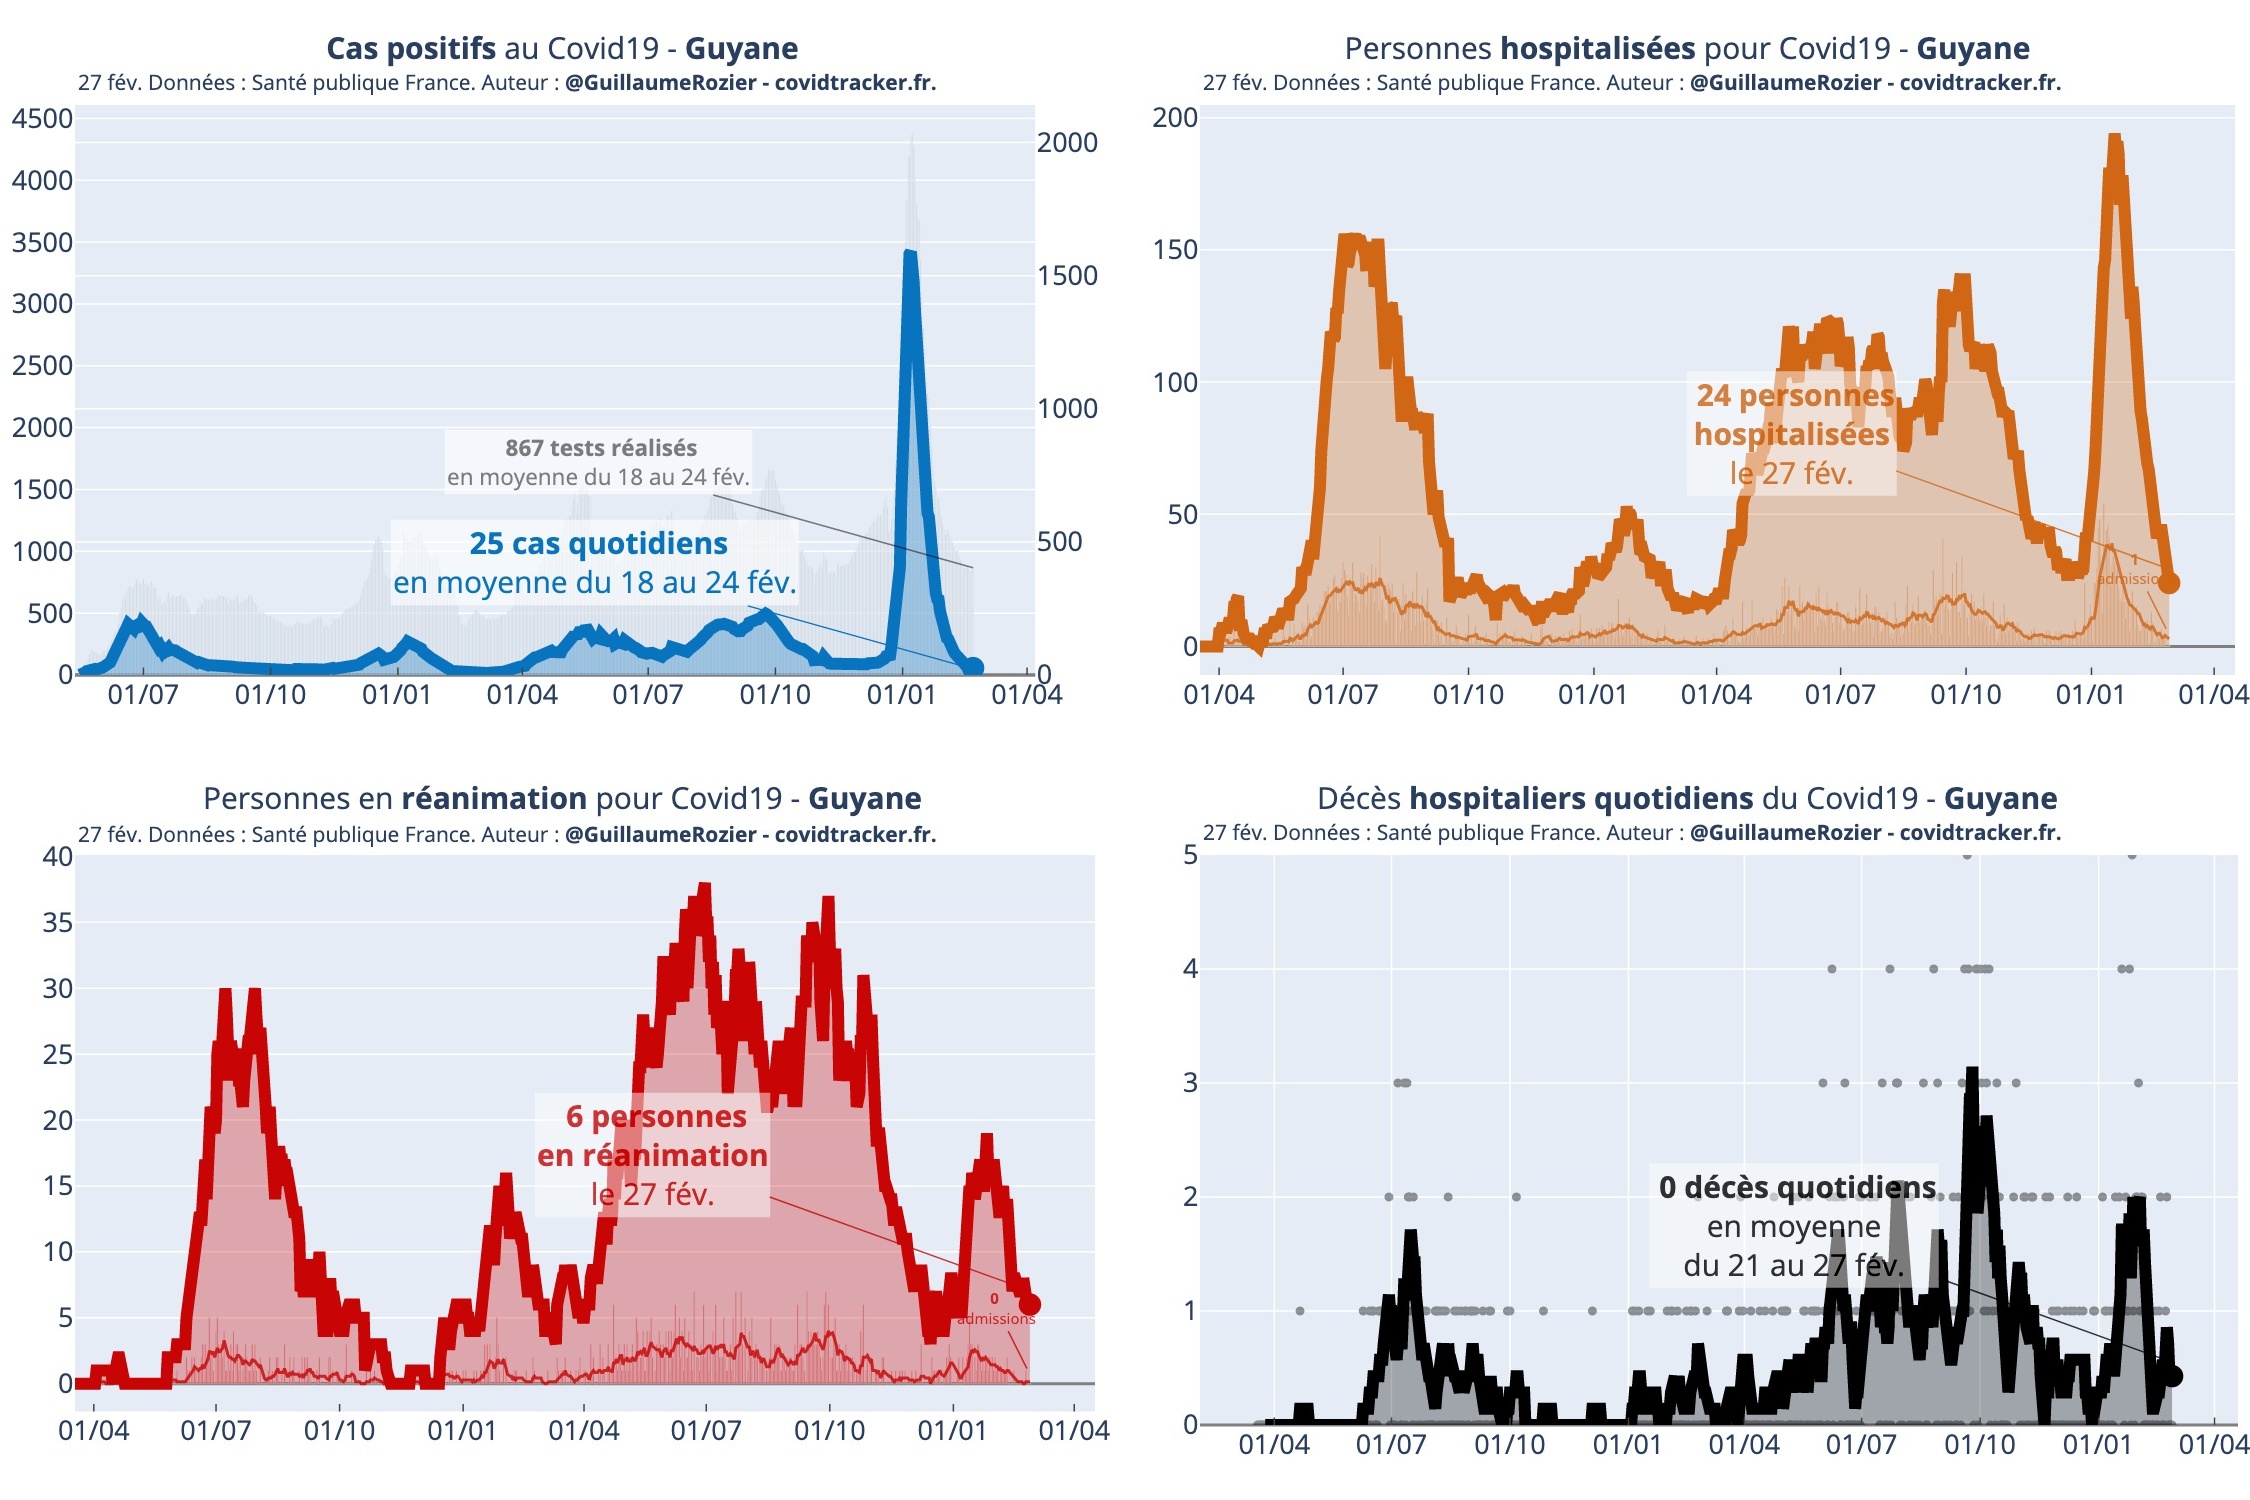 Cas positifs au Covid19 - Guyane
27 fév. Données : Santé publique France. Auteur : @GuillaumeRozier - covidtracker.fr.
4500
4000
3500
3000
2500
2000
1500
1000
500
0
2000
1500
1000
500
0
867 tests réalisés
en moyenne du 18 au 24 fév.
25 cas quotidiens
en moyenne du 18 au 24 fév.
01/07 01/10 01/01 01/04 01/07 01/10 01/01 01/04
Personnes hospitalisées pour Covid19 - Guyane
27 fév. Données : Santé publique France. Auteur : @GuillaumeRozier - covidtracker.fr.
200
150
100
50
0
24 personnes
hospitalisées
le 27 fév.
1
admissio
01/04 01/07 01/10 01/01 01/04 01/07 01/10 01/01 01/04
Personnes en réanimation pour Covid19 - Guyane
27 fév. Données : Santé publique France. Auteur : @GuillaumeRozier - covidtracker.fr.
40
35
30
25
20
15
10
5
0
6 personnes
en réanimation
le 27 fév.
0
admissions
01/04 01/07 01/10 01/01 01/04 01/07 01/10 01/01 01/04
Décès hospitaliers quotidiens du Covid19 - Guyane
27 fév. Données : Santé publique France. Auteur : @GuillaumeRozier - covidtracker.fr.
5
4
3
2
1
0
0 décès quotidiens
en moyenne
du 21 au 27 fév.
01/04 01/07 01/10 01/01 01/04 01/07 01/10 01/01 01/04